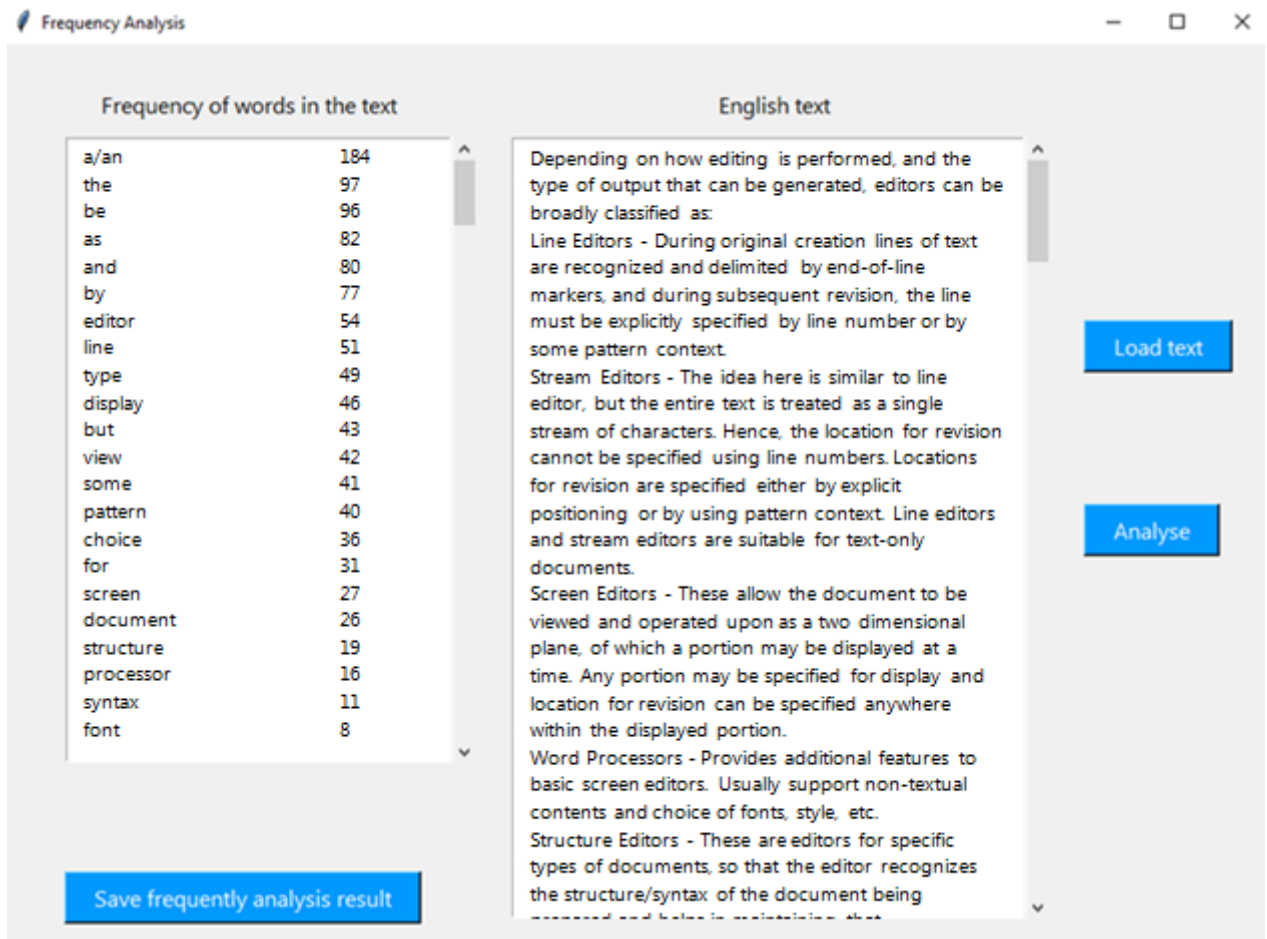 Frequency Analysis
Frequency of words in the text
a/an 184
the 97
be 96
as 82
and 80
by 77
editor 54
line 51
type 49
display 46
but 43
view 42
some 41
pattern 40
choice 36
for 31
screen 27
document 26
structure 19
processor 16
syntax 11
font 8
Save frequently analysis result
English text
Depending on how editing is performed, and the
type of output that can be generated, editors can be
broadly classified as:
Line Editors - During original creation lines of text
are recognized and delimited by end-of-line
markers, and during subsequent revision, the line
must be explicitly specified by line number or by
some pattern context.
Stream Editors - The idea here is similar to line
editor, but the entire text is treated as a single
stream of characters. Hence, the location for revision
cannot be specified using line numbers. Locations
for revision are specified either by explicit
positioning or by using pattern context. Line editors
and stream editors are suitable for text-only
documents.
Screen Editors - These allow the document to be
viewed and operated upon as a two dimensional
plane, of which a portion may be displayed at a
time. Any portion may be specified for display and
location for revision can be specified anywhere
within the displayed portion.
Word Processors - Provides additional features to
basic screen editors. Usually support non-textual
contents and choice of fonts, style, etc.
Structure Editors - These are editors for specific
types of documents, so that the editor recognizes
the structure/syntax of the document being
Load text
Analyse